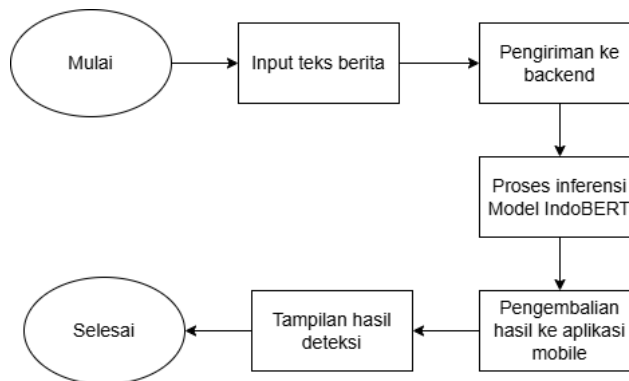 Mulai
Input teks berita
Pengiriman ke
backend
Proses inferensi
Model IndoBERT
Pengembalian
hasil ke aplikasi
mobile
Tampilan hasil
deteksi
Selesai